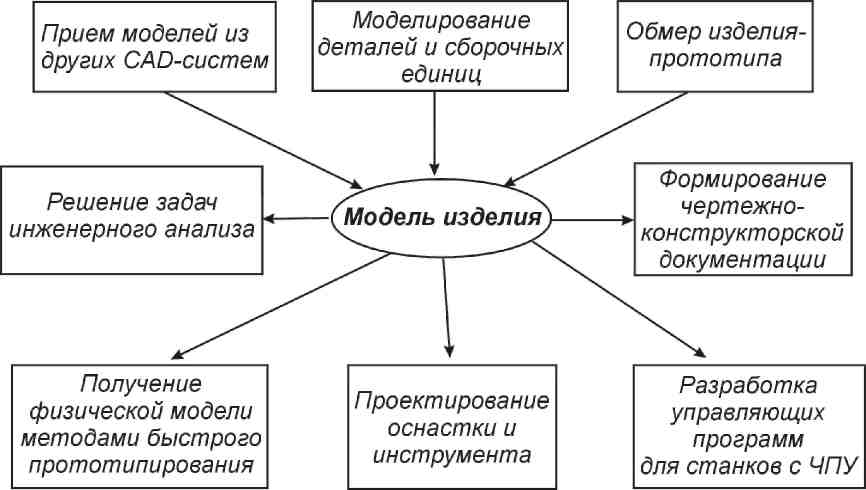 Прием моделей из
других CAD-систем
Моделирование
деталей и сборочных
единиц
Обмер изделия-
прототипа
Решение задач
инженерного анализа
Модель изделия
Формирование
чертежно-
конструкторской
документации
Получение
физической модели
методами быстрого
прототипирования
Проектирование
оснастки и
инструмента
Разработка
управляющих
программ
для станков с ЧПУ